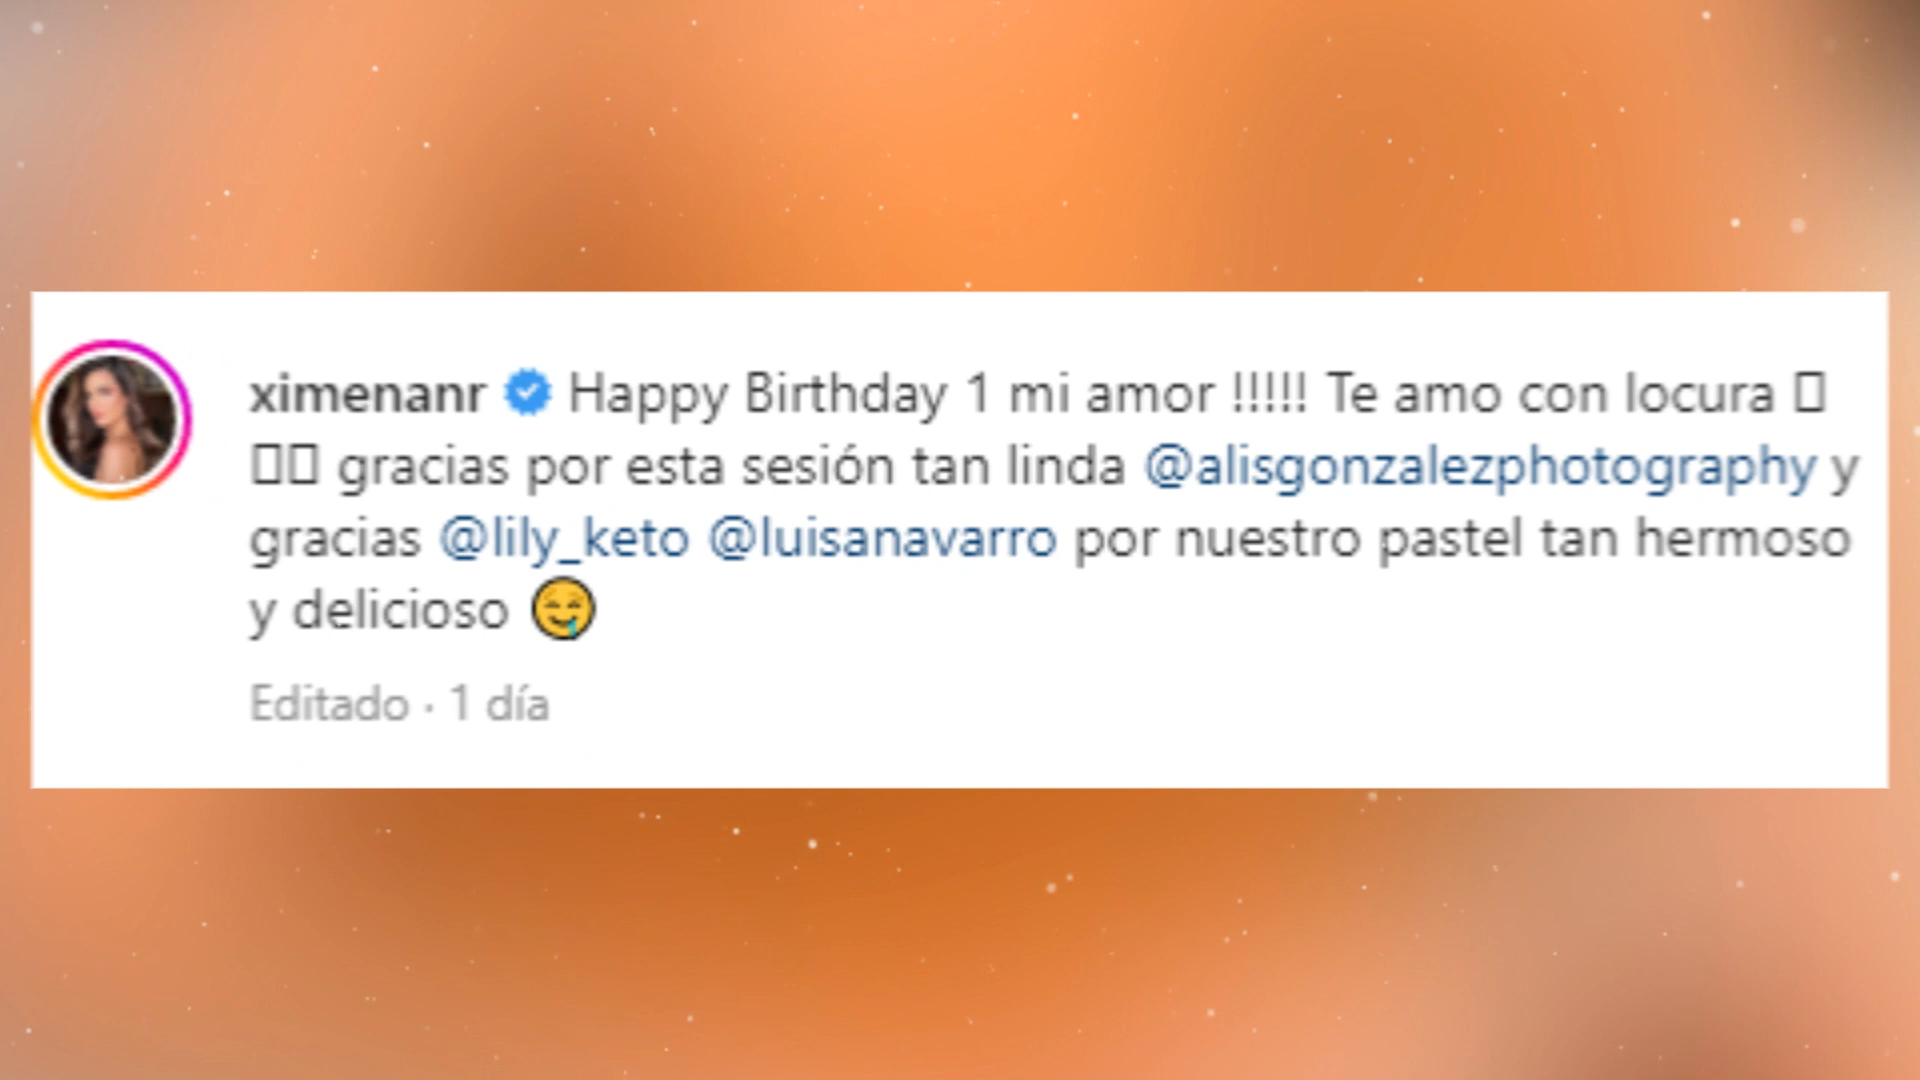 ximenanr Happy Birthday 1 mi amor !!!!! Te amo con locura □
□□ gracias por esta sesión tan linda @alisgonzalezphotography y
gracias @lily_keto @luisanavarro por nuestro pastel tan hermoso
y delicioso 🤤
Editado · 1 día